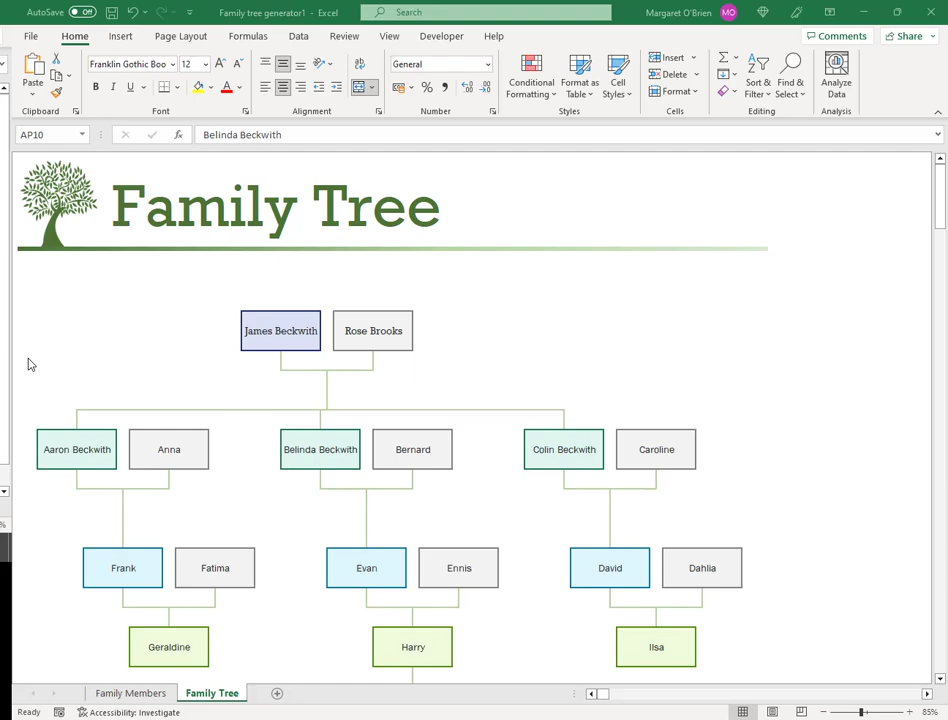 AutoSave Off Family tree generator1 - Excel Search Margaret O'Brien MO
File Home Insert Page Layout Formulas Data Review View Developer Help Comments Share
Paste Franklin Gothic Boo 12 A A General Conditional Formatting Format as Table Cell Styles Insert Delete Format Sort & Filter Find & Select Analyze Data
B I U A % ,
Clipboard Font Alignment Number Styles Cells Editing Analysis
AP10 fx Belinda Beckwith
Family Tree
James Beckwith Rose Brooks
Aaron Beckwith Anna Belinda Beckwith Bernard Colin Beckwith Caroline
Frank Fatima Evan Ennis David Dahlia
%
Geraldine Harry Ilsa
Family Members Family Tree
Ready Accessibility: Investigate 85%